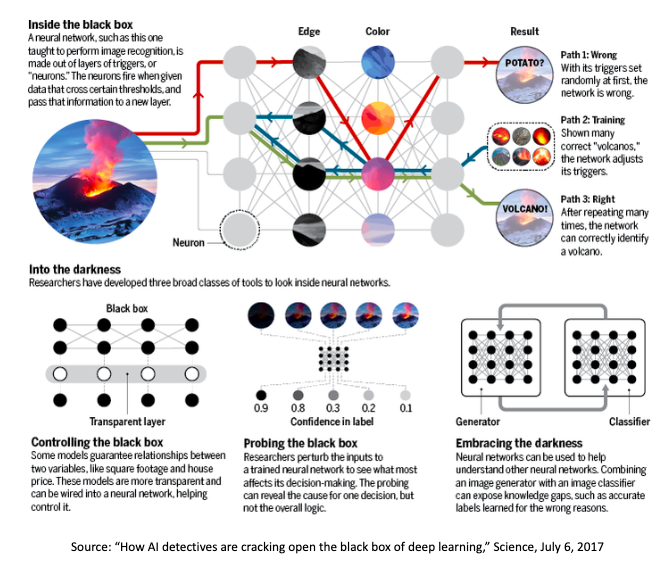 Inside the black box
A neural network, such as this one
taught to perform image recognition, is
made out of layers of triggers, or
“neurons.” The neurons fire when given
data that cross certain thresholds, and
pass that information to a new layer.
Edge
Color
Result
POTATO?
Path 1: Wrong
With its triggers set
randomly at first, the
network is wrong.
Path 2: Training
Shown many
correct "volcanos,"
the network adjusts
its triggers.
VOLCANO!
Path 3: Right
After repeating many
times, the network
can correctly identify
a volcano.
Neuron
Into the darkness
Researchers have developed three broad classes of tools to look inside neural networks.
Black box
Transparent layer
Controlling the black box
Some models guarantee relationships between
two variables, like square footage and house
price. These models are more transparent and
can be wired into a neural network, helping
control it.
0.9 0.8 0.3 0.2 0.1
Confidence in label
Probing the black box
Researchers perturb the inputs to
a trained neural network to see what most
affects its decision-making. The probing
can reveal the cause for one decision, but
not the overall logic.
Generator
Classifier
Embracing the darkness
Neural networks can be used to help
understand other neural networks. Combining
an image generator with an image classifier
can expose knowledge gaps, such as accurate
labels learned for the wrong reasons.
Source: “How AI detectives are cracking open the black box of deep learning,” Science, July 6, 2017